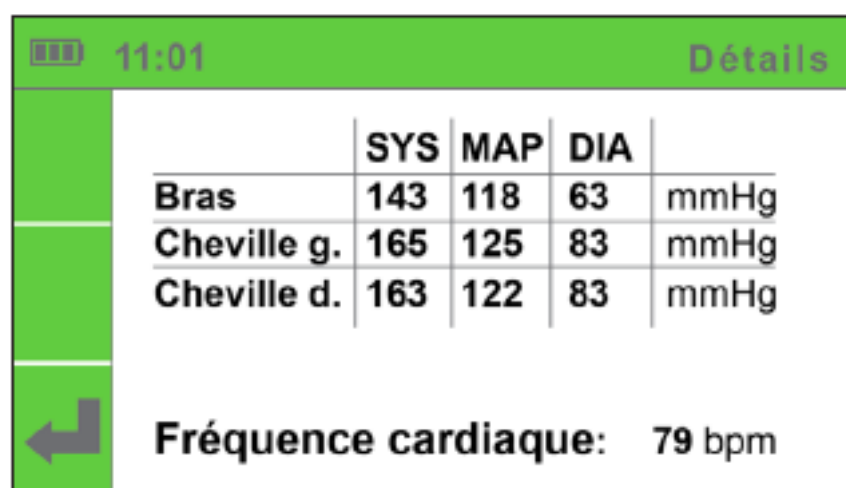 11:01 Détails
SYS MAP DIA
Bras 143 118 63 mmHg
Cheville g. 165 125 83 mmHg
Cheville d. 163 122 83 mmHg
Fréquence cardiaque: 79 bpm